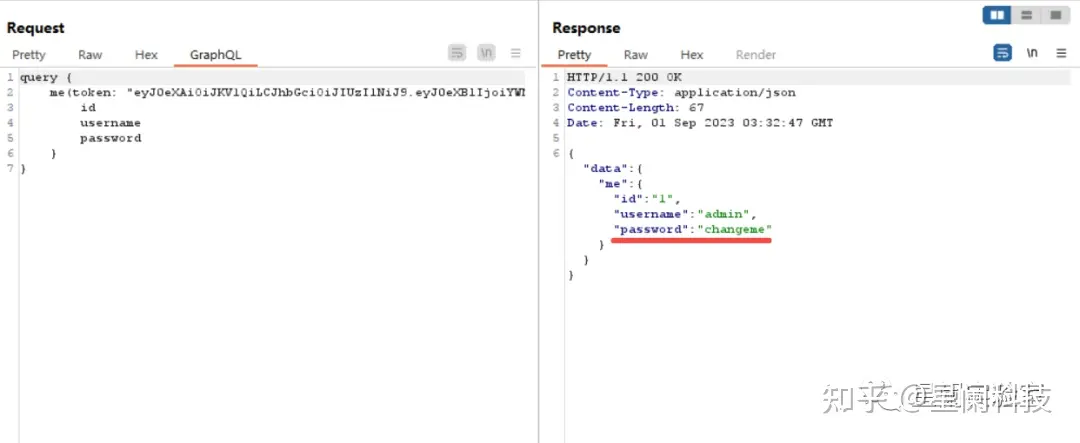 Request
Pretty Raw Hex GraphQL \n
1 query {
2 me(token: "eyJ0eXAiOiJKV1QiLCJhbGciOiJIUzI1NiJ9.eyJ0eXBlIjoiYWN
3 id
4 username
5 password
6 }
7 }
Response
Pretty Raw Hex Render \n
1 HTTP/1.1 200 OK
2 Content-Type: application/json
3 Content-Length: 67
4 Date: Fri, 01 Sep 2023 03:32:47 GMT
5
6 {
"data":{
"me":{
"id":"1",
"username":"admin",
"password":"changeme"
}
}
}
知乎 @星阑科技